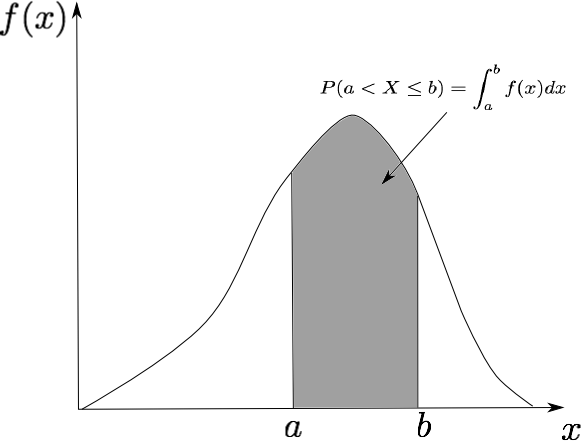 f(x)
P(a < X ≤ b) = ∫_a^b f(x)dx
a
b
x